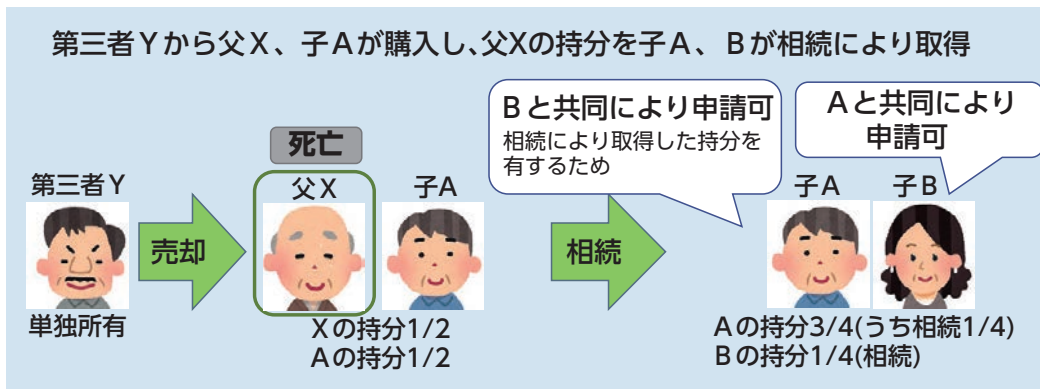 第三者Yから父X、子Aが購入し､父Xの持分を子A、Bが相続により取得
Bと共同により申請可
相続により取得した持分を
有するため
Aと共同により
申請可
死亡
第三者Y
父X
子A
子A
子B
売却
相続
単独所有
Xの持分1/2
Aの持分1/2
Aの持分3/4(うち相続1/4)
Bの持分1/4(相続)